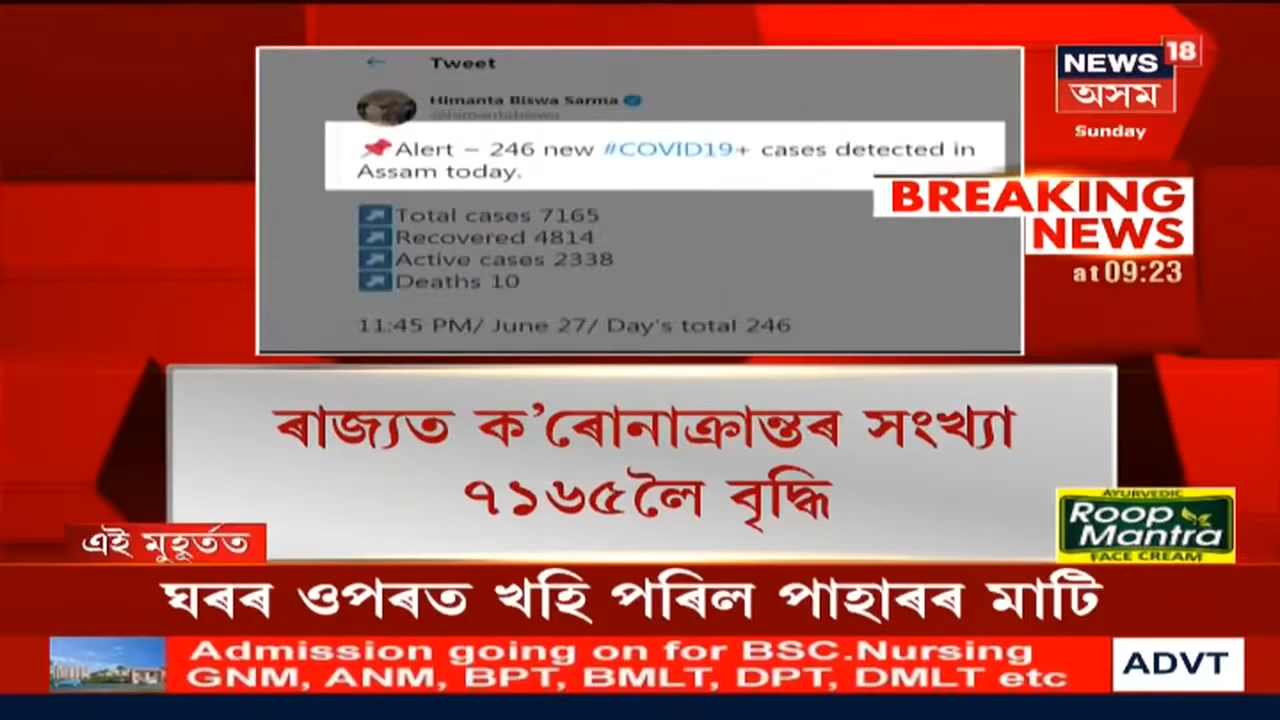 ← Tweet
Himanta Biswa Sarma
@himantabiswa
Alert – 246 new #COVID19+ cases detected in
Assam today.
Total cases 7165
Recovered 4814
Active cases 2338
Deaths 10
11:45 PM/ June 27/ Day's total 246
NEWS 18
অসম
Sunday
BREAKING
NEWS
at 09:23
ৰাজ্যত ক'ৰোনাক্ৰান্তৰ সংখ্যা
৭১৬৫লৈ বৃদ্ধি
AYURVEDIC
Roop
Mantra
FACE CREAM
এই মুহূৰ্তত
ঘৰৰ ওপৰত খহি পৰিল পাহাৰৰ মাটি
Admission going on for BSC.Nursing
GNM, ANM, BPT, BMLT, DPT, DMLT etc
ADVT